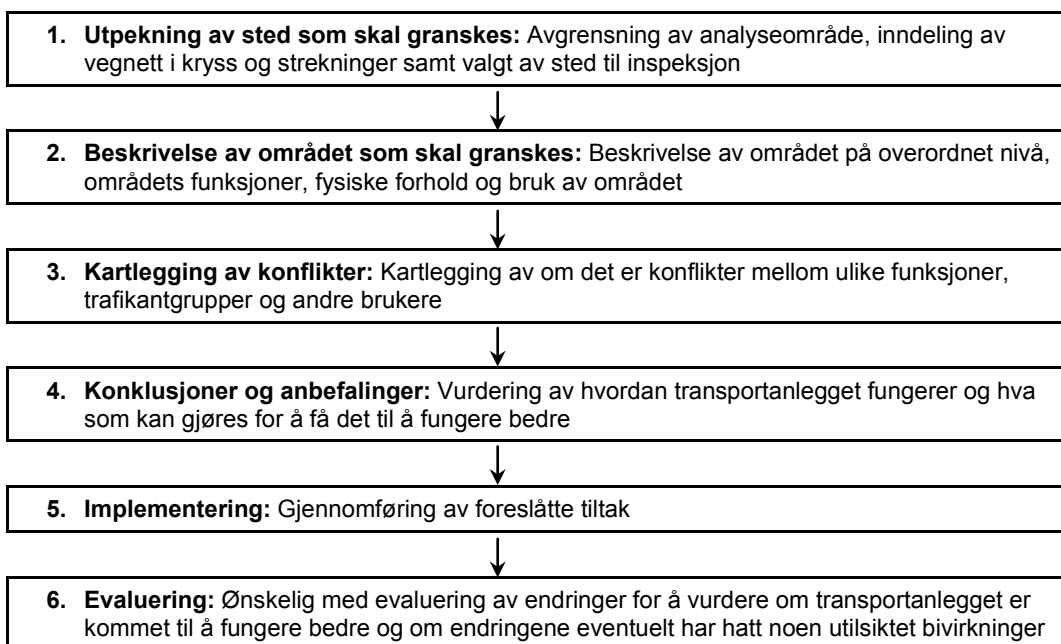 1. Utpekning av sted som skal granskes: Avgrensning av analyseområde, inndeling av
vegnett i kryss og strekninger samt valgt av sted til inspeksjon
2. Beskrivelse av området som skal granskes: Beskrivelse av området på overordnet nivå,
områdets funksjoner, fysiske forhold og bruk av området
3. Kartlegging av konflikter: Kartlegging av om det er konflikter mellom ulike funksjoner,
trafikantgrupper og andre brukere
4. Konklusjoner og anbefalinger: Vurdering av hvordan transportanlegget fungerer og hva
som kan gjøres for å få det til å fungere bedre
5. Implementering: Gjennomføring av foreslåtte tiltak
6. Evaluering: Ønskelig med evaluering av endringer for å vurdere om transportanlegget er
kommet til å fungere bedre og om endringene eventuelt har hatt noen utilsiktet bivirkninger